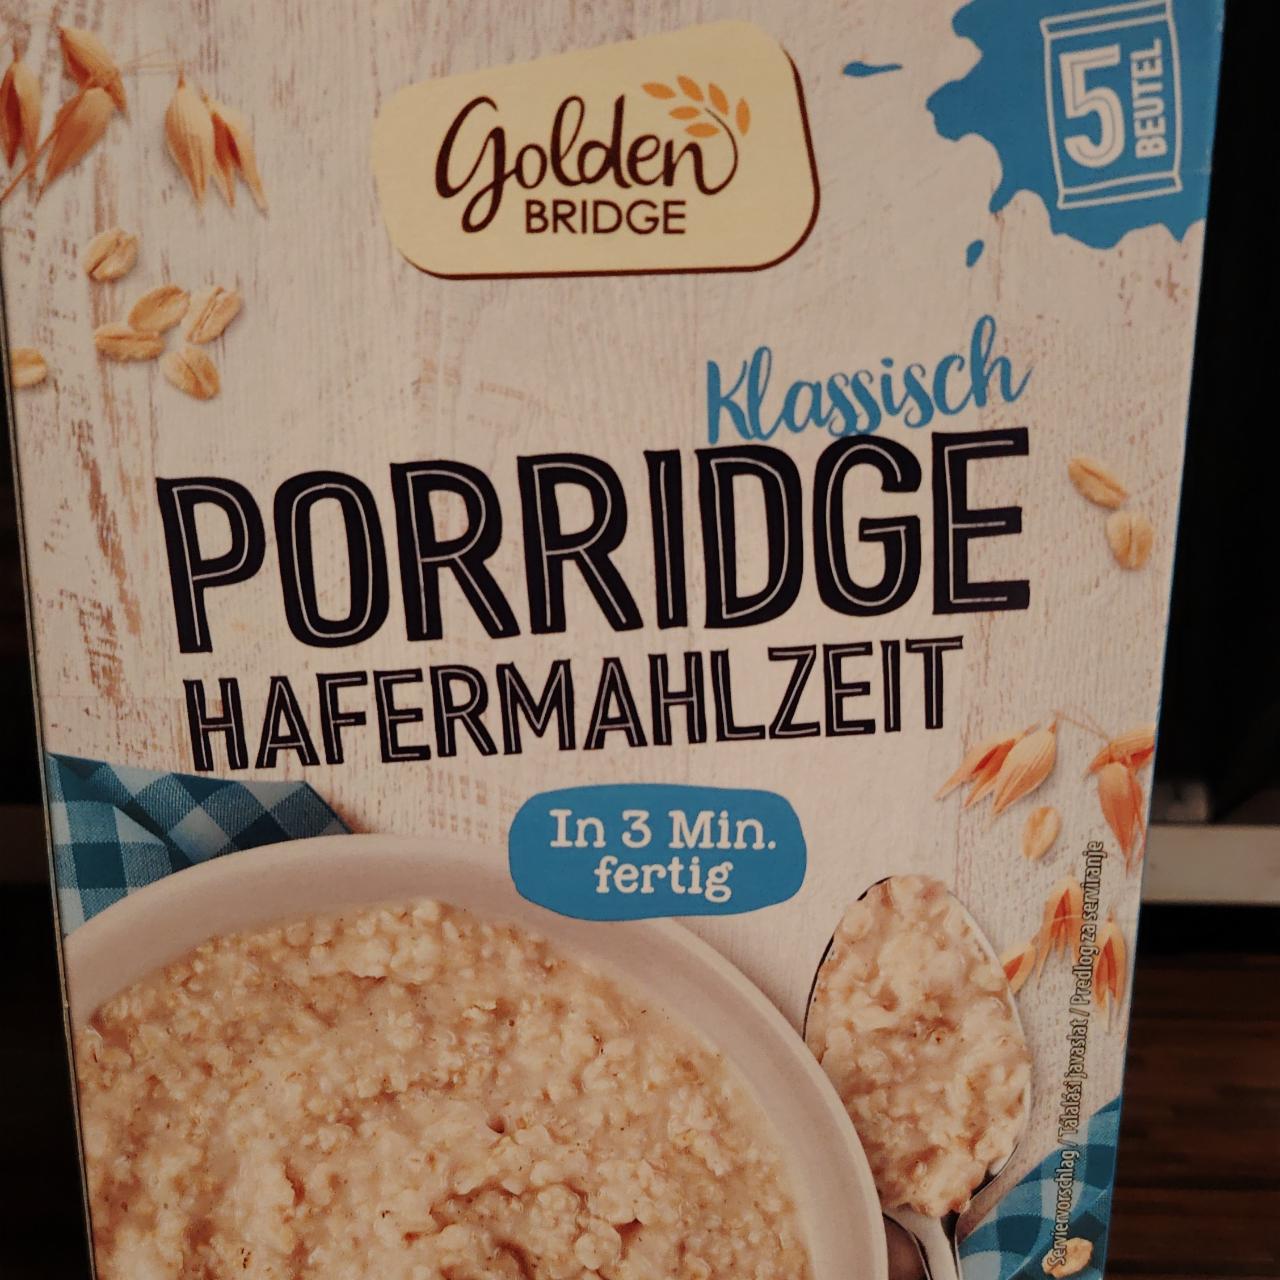 Golden
BRIDGE
5
BEUTEL
Klassisch
PORRIDGE
HAFERMAHLZEIT
In 3 Min.
fertig
Serviervorschlag / Tálalási javaslat / Predlog za serviranje